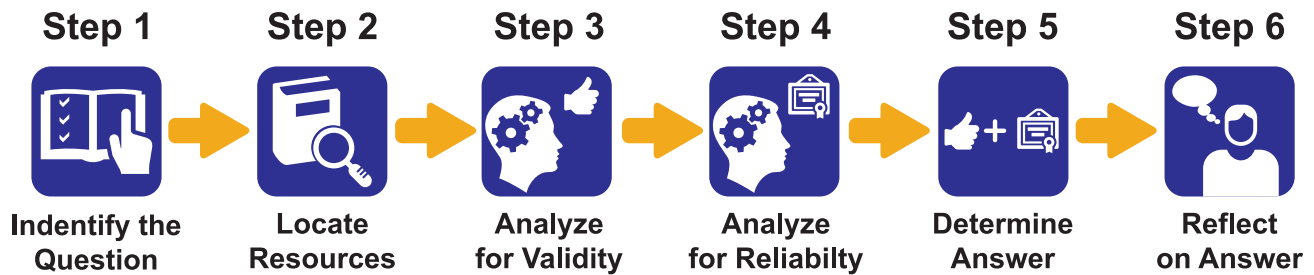 Step 1
Step 2
Step 3
Step 4
Step 5
Step 6
Indentify the
Question
Locate
Resources
Analyze
for Validity
Analyze
for Reliabilty
Determine
Answer
Reflect
on Answer